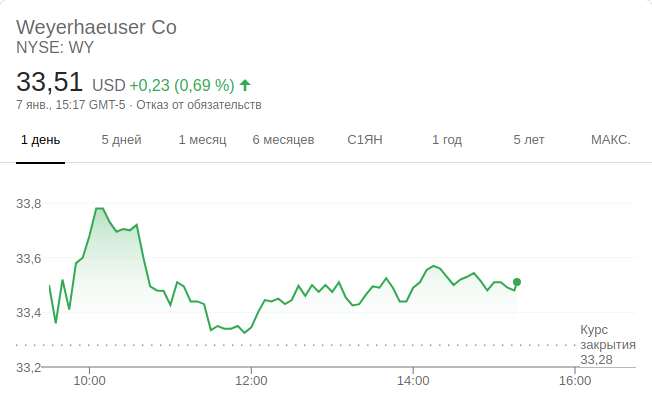 Weyerhaeuser Co
NYSE: WY
33,51 USD +0,23 (0,69 %)
7 янв., 15:17 GMT-5 · Отказ от обязательств
1 день 5 дней 1 месяц 6 месяцев С1ЯН 1 год 5 лет МАКС.
33,8
33,6
33,4
Курс
закрытия
33,28
33,2
10:00 12:00 14:00 16:00